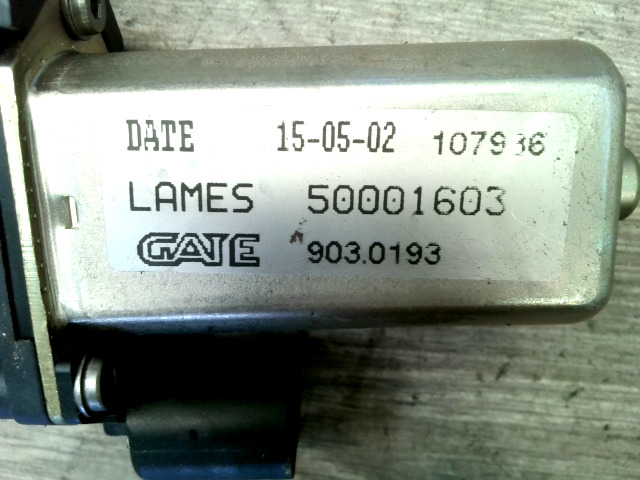 DATE 15-05-02 107936
LAMES 50001603
GATE 903.0193